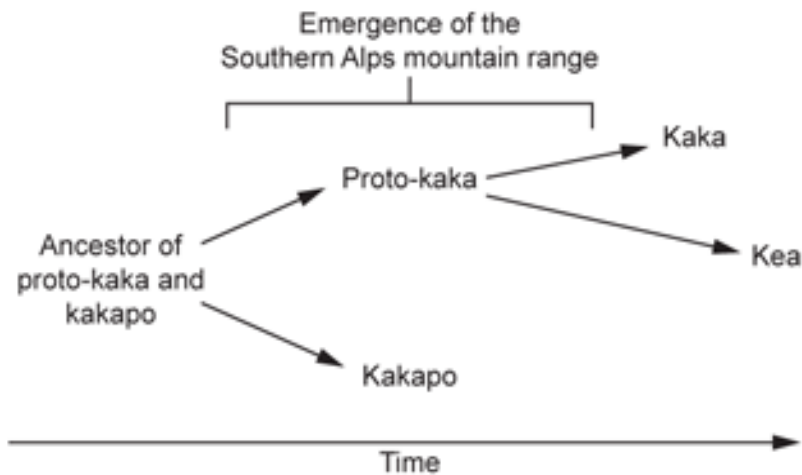 Emergence of the
Southern Alps mountain range
Kaka
Proto-kaka
Ancestor of
proto-kaka and
kakapo
Kea
Kakapo
Time